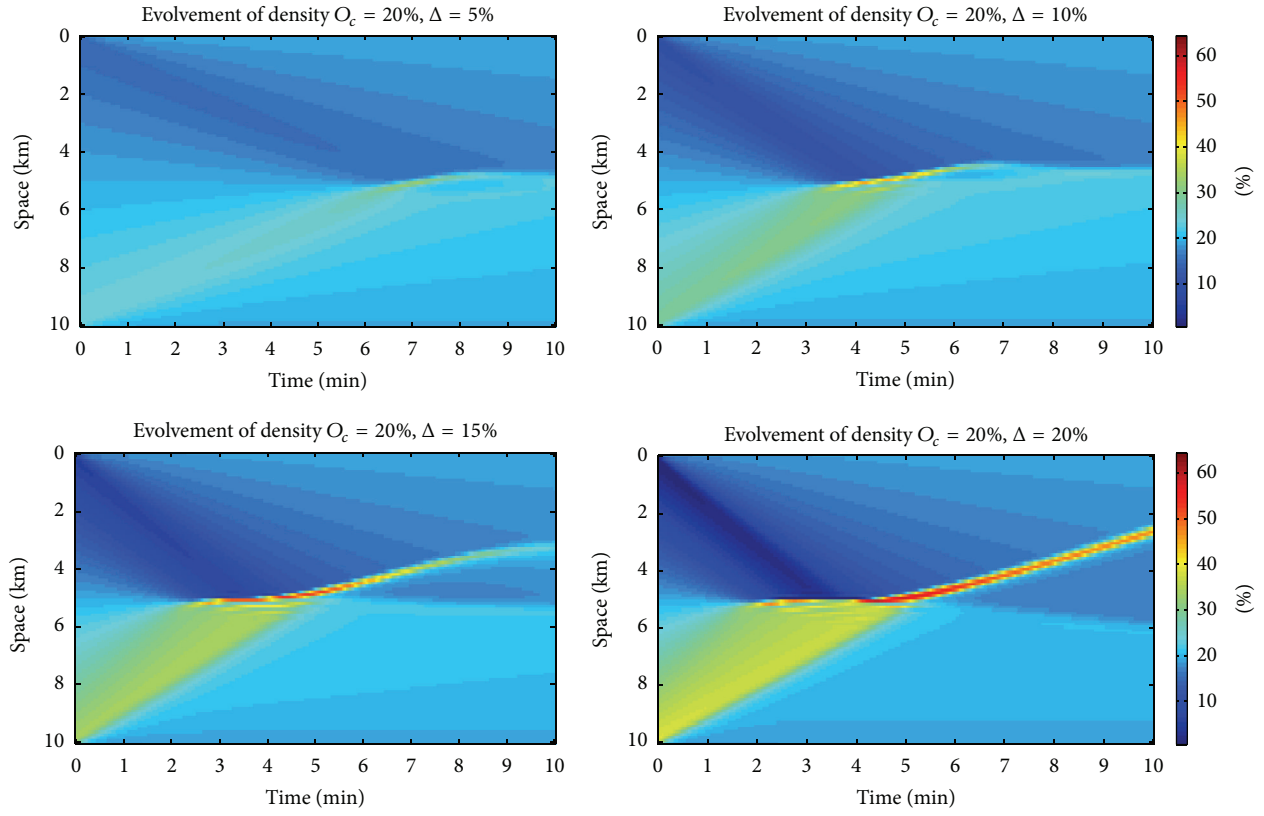 Evolvement of density O_c = 20%, Δ = 5%
0
2
4
6
8
10
Space (km)
0 1 2 3 4 5 6 7 8 9 10
Time (min)
Evolvement of density O_c = 20%, Δ = 10%
0
2
4
6
8
10
Space (km)
0 1 2 3 4 5 6 7 8 9 10
Time (min)
60
50
40
30
20
10
(%)
Evolvement of density O_c = 20%, Δ = 15%
0
2
4
6
8
10
Space (km)
0 1 2 3 4 5 6 7 8 9 10
Time (min)
Evolvement of density O_c = 20%, Δ = 20%
0
2
4
6
8
10
Space (km)
0 1 2 3 4 5 6 7 8 9 10
Time (min)
60
50
40
30
20
10
(%)